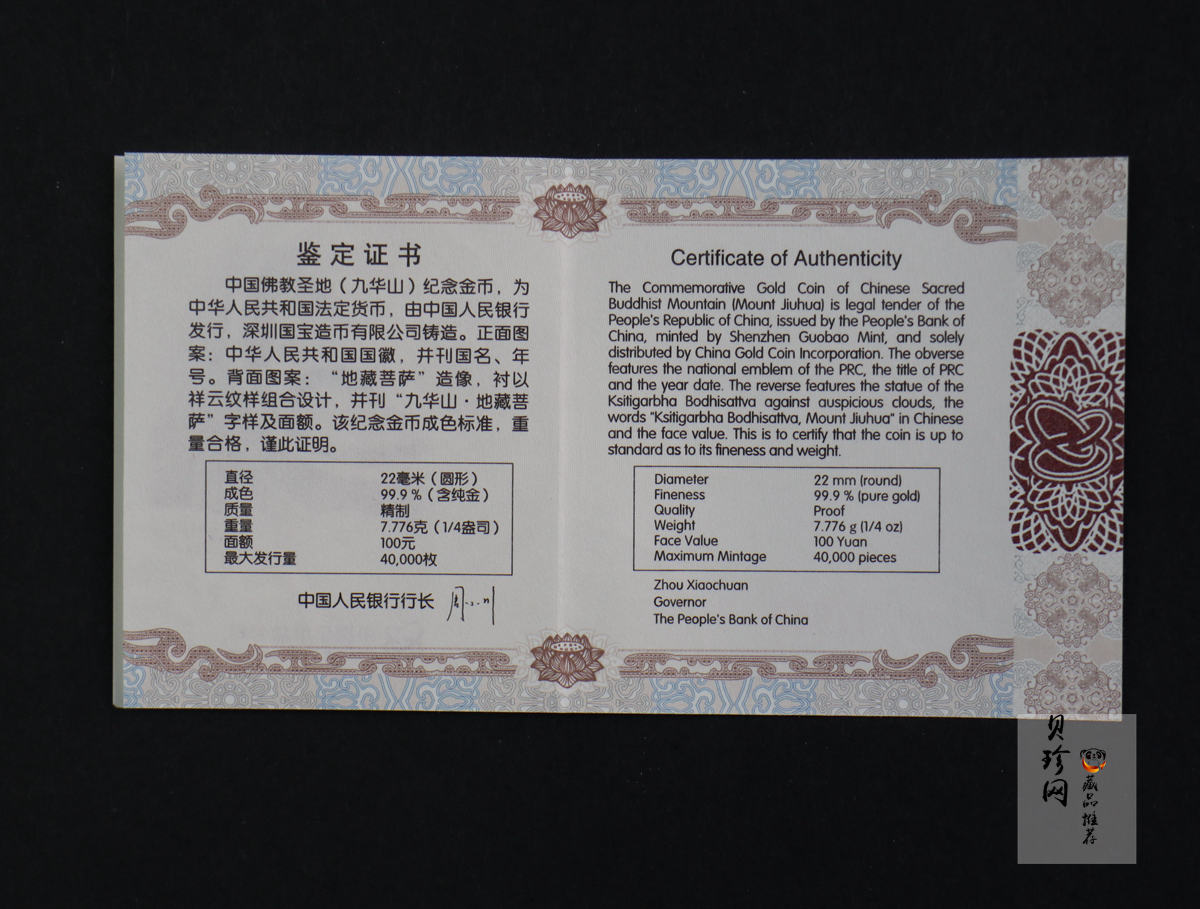 鉴定证书
中国佛教圣地（九华山）纪念金币，为
中华人民共和国法定货币，由中国人民银行
发行，深圳国宝造币有限公司铸造。正面图
案：中华人民共和国国徽，并刊国名、年
号。背面图案：“地藏菩萨”造像，衬以
祥云纹样组合设计，并刊“九华山·地藏菩
萨”字样及面额。该纪念金币成色标准，重
量合格，谨此证明。
直径 22毫米（圆形）
成色 99.9％（含纯金）
质量 精制
重量 7.776克（1/4盎司）
面额 100元
最大发行量 40,000枚
中国人民银行行长
Certificate of Authenticity
The Commemorative Gold Coin of Chinese Sacred
Buddhist Mountain (Mount Jiuhua) is legal tender of the
People's Republic of China, issued by the People's Bank of
China, minted by Shenzhen Guobao Mint, and solely
distributed by China Gold Coin Incorporation. The obverse
features the national emblem of the PRC, the title of PRC
and the year date. The reverse features the statue of the
Ksitigarbha Bodhisattva against auspicious clouds, the
words "Ksitigarbha Bodhisattva, Mount Jiuhua" in Chinese
and the face value. This is to certify that the coin is up to
standard as to its fineness and weight.
Diameter 22 mm (round)
Fineness 99.9 % (pure gold)
Quality Proof
Weight 7.776 g (1/4 oz)
Face Value 100 Yuan
Maximum Mintage 40,000 pieces
Zhou Xiaochuan
Governor
The People's Bank of China
贝珍网
藏品推荐